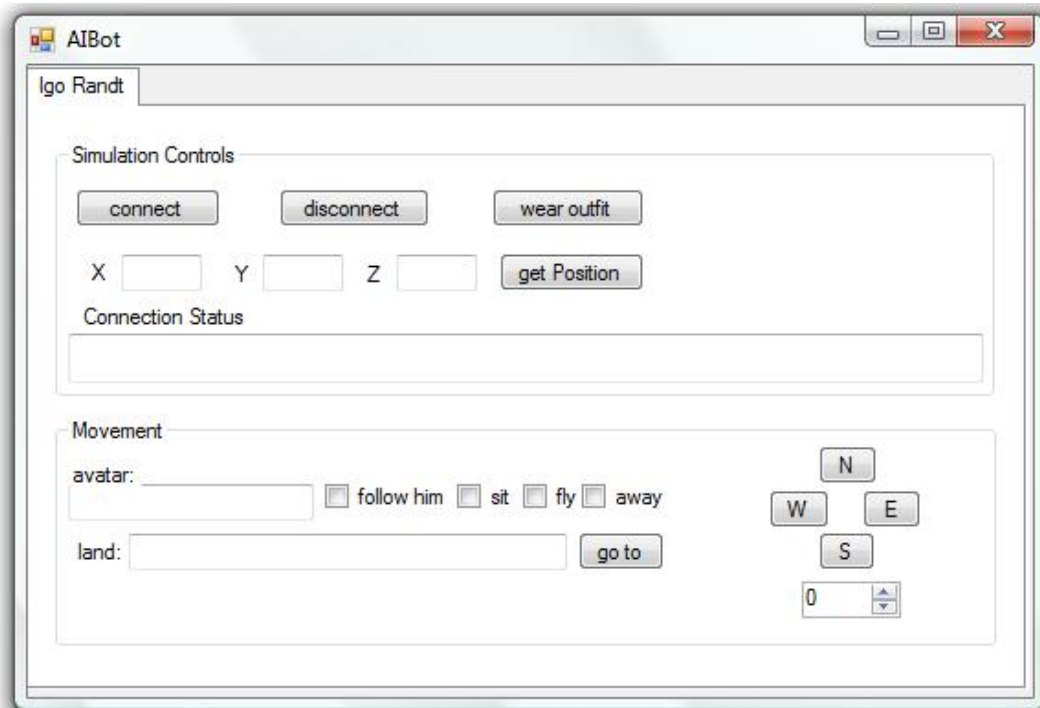 AIBot
Igo Randt
Simulation Controls
connect disconnect wear outfit
X Y Z get Position
Connection Status
Movement
avatar:
follow him sit fly away
N
W E
land: go to S
0